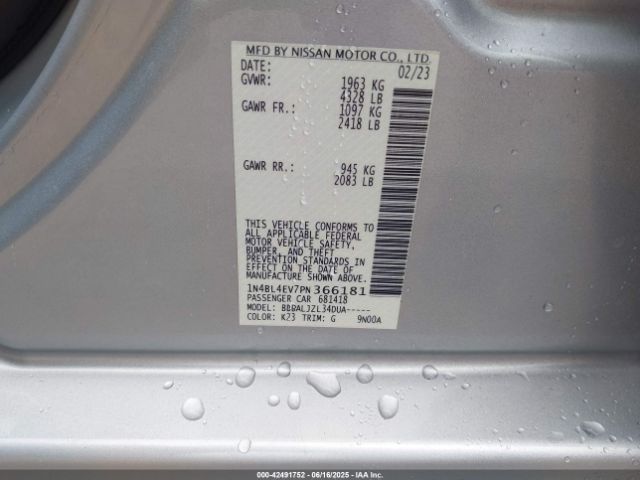 MFD BY NISSAN MOTOR CO., LTD.
DATE: 02/23
GVWR: 1963 KG
4328 LB
GAWR FR.: 1097 KG
2418 LB
GAWR RR.: 945 KG
2083 LB
THIS VEHICLE CONFORMS TO
ALL APPLICABLE FEDERAL
MOTOR VEHICLE SAFETY,
BUMPER, AND THEFT
PREVENTION STANDARDS
IN EFFECT ON THE DATE OF
MANUFACTURE SHOWN ABOVE.
1N4BL4EV7PN366181
PASSENGER CAR 681418
MODEL: BBBALJZL34DUA-----
COLOR: K23 TRIM: G 9N00A
000-42491752 - 06/16/2025 - IAAI.com